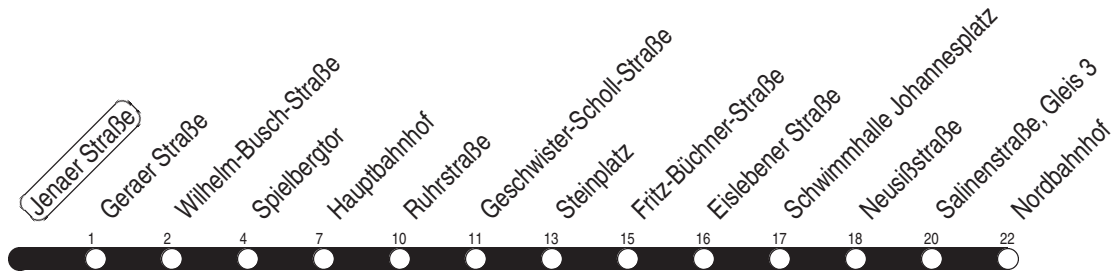 Jenaer Straße
Geraer Straße
Wilhelm-Busch-Straße
Spielbergtor
Hauptbahnhof
Ruhrstraße
Geschwister-Scholl-Straße
Steinplatz
Fritz-Büchner-Straße
Eislebener Straße
Schwimmhalle Johannesplatz
Neusißstraße
Salinenstraße, Gleis 3
Nordbahnhof
1 2 4 7 10 11 13 15 16 17 18 20 22